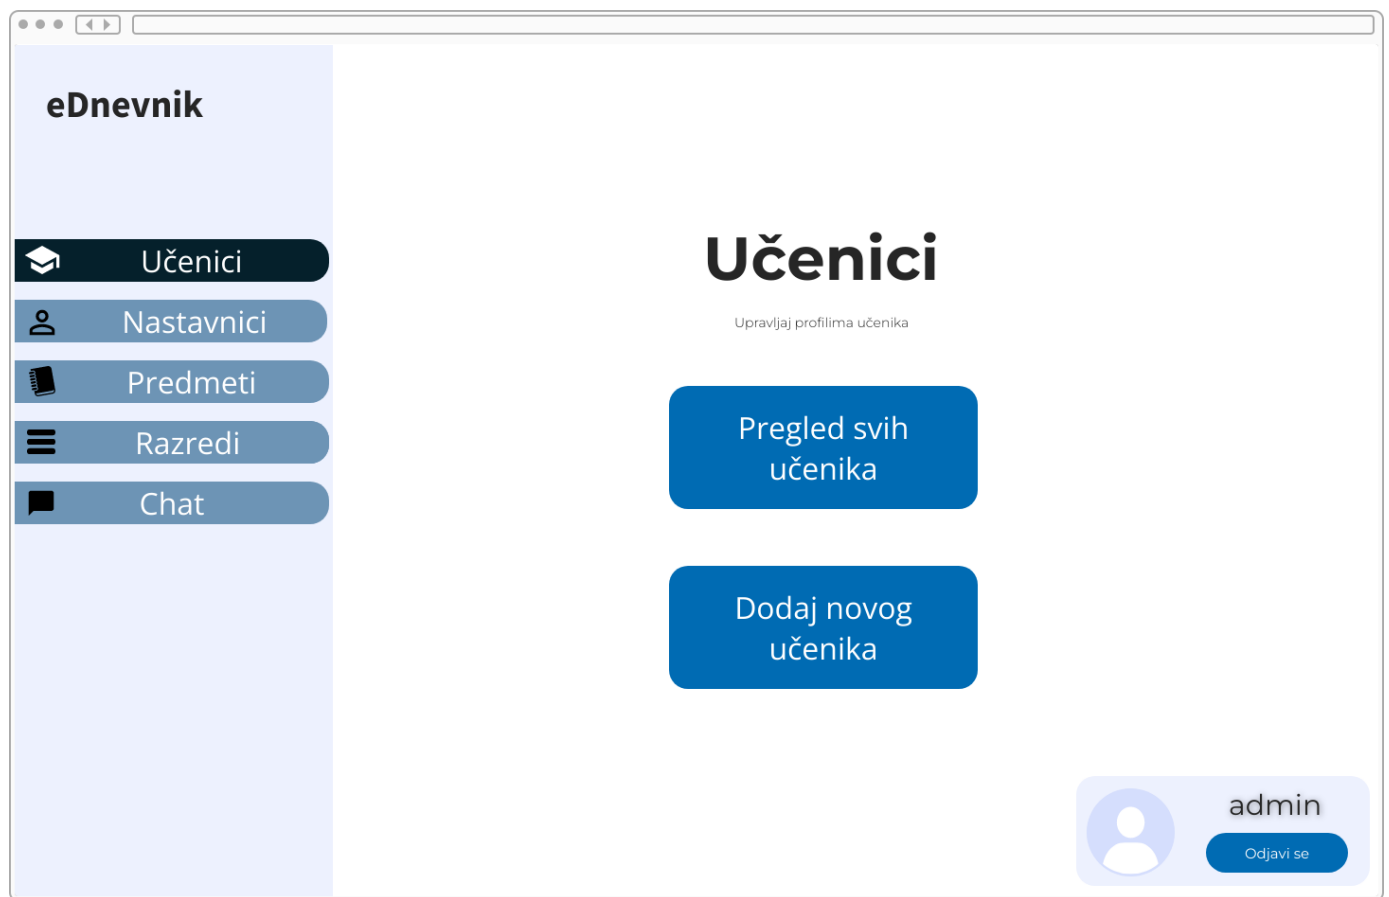 eDnevnik
Učenici
Nastavnici
Predmeti
Razredi
Chat
Učenici
Upravljaj profilima učenika
Pregled svih
učenika
Dodaj novog
učenika
admin
Odjavi se